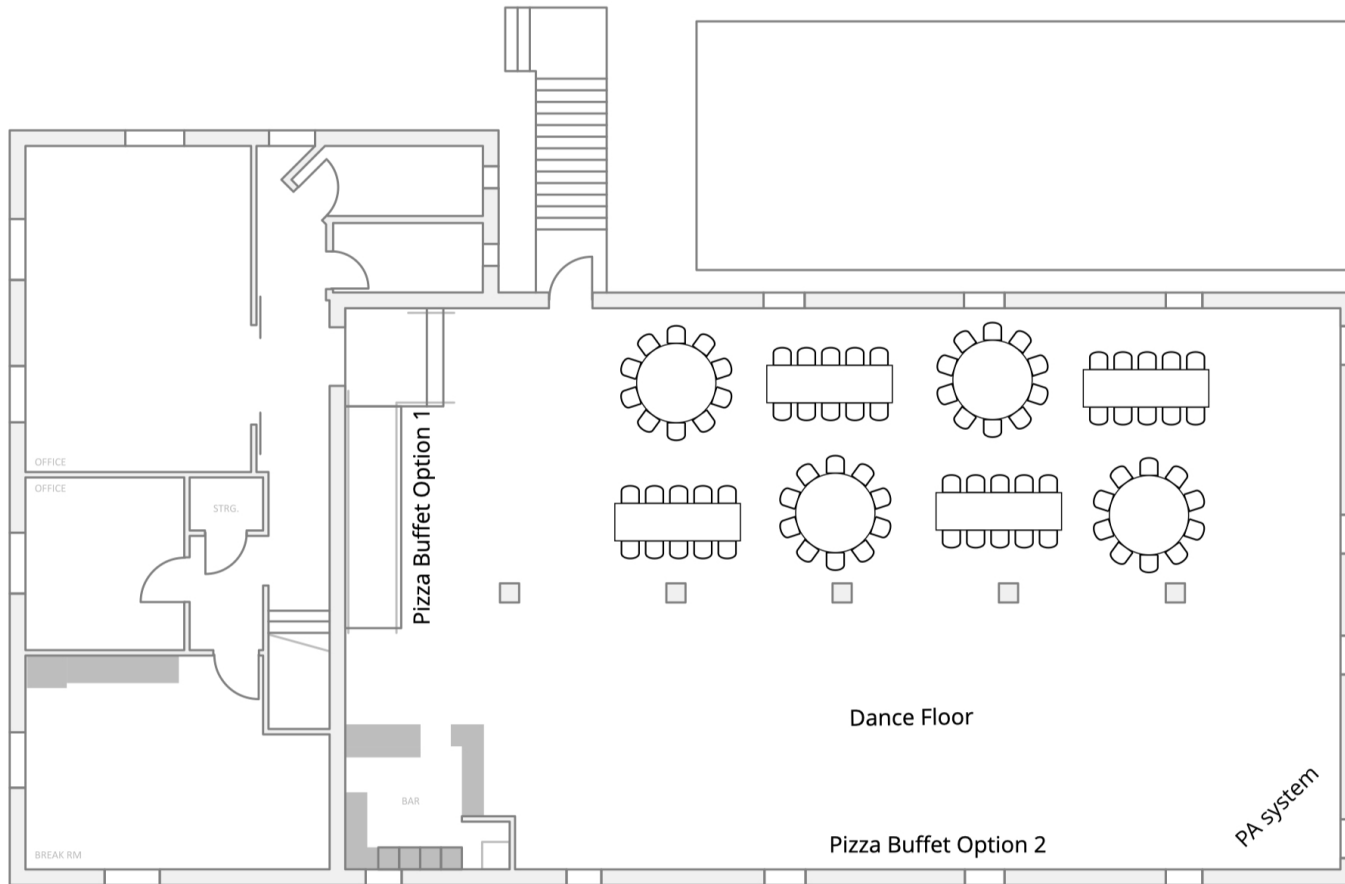 OFFICE
OFFICE
STRG.
Pizza Buffet Option 1
Dance Floor
PA system
BAR
Pizza Buffet Option 2
BREAK RM